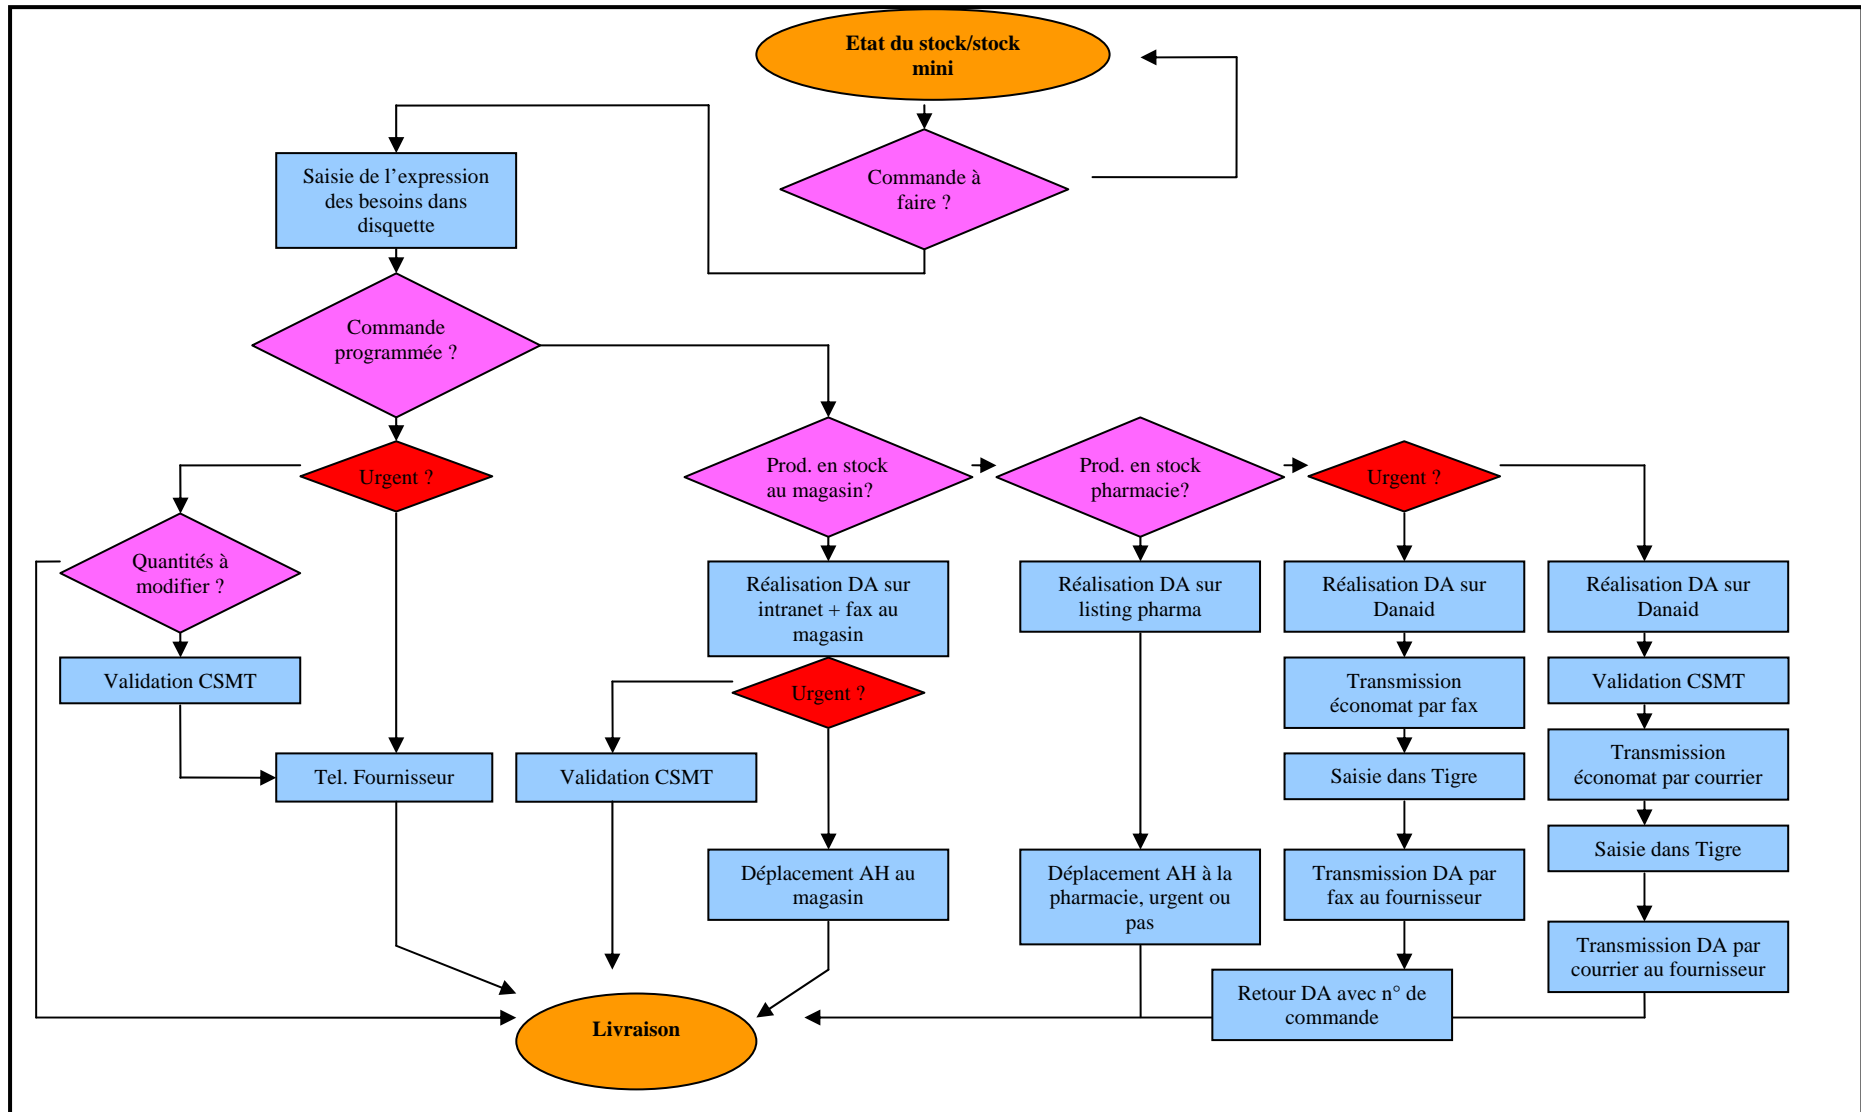 Etat du stock/stock
mini
Commande à
faire ?
Saisie de l’expression
des besoins dans
disquette
Commande
programmée ?
Urgent ?
Prod. en stock
au magasin?
Prod. en stock
pharmacie?
Urgent ?
Quantités à
modifier ?
Réalisation DA sur
intranet + fax au
magasin
Réalisation DA sur
listing pharma
Réalisation DA sur
Danaid
Réalisation DA sur
Danaid
Validation CSMT
Urgent ?
Transmission
économat par fax
Validation CSMT
Tel. Fournisseur
Validation CSMT
Saisie dans Tigre
Transmission
économat par courrier
Déplacement AH au
magasin
Déplacement AH à la
pharmacie, urgent ou
pas
Transmission DA par
fax au fournisseur
Saisie dans Tigre
Transmission DA par
courrier au fournisseur
Retour DA avec n° de
commande
Livraison